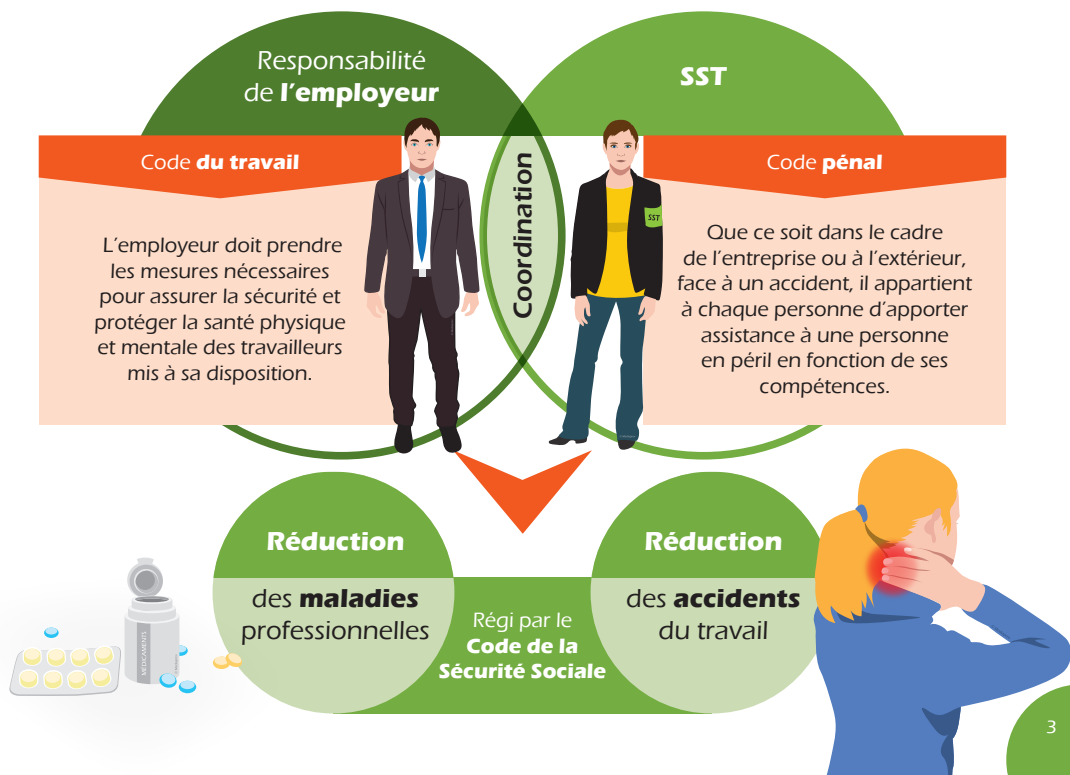 Responsabilité
de l'employeur
SST
Code du travail
L'employeur doit prendre
les mesures nécessaires
pour assurer la sécurité et
protéger la santé physique
et mentale des travailleurs
mis à sa disposition.
Coordination
SST
Code pénal
Que ce soit dans le cadre
de l'entreprise ou à l'extérieur,
face à un accident, il appartient
à chaque personne d'apporter
assistance à une personne
en péril en fonction de ses
compétences.
Réduction
des maladies
professionnelles
Régi par le
Code de la
Sécurité Sociale
Réduction
des accidents
du travail
MÉDICAMENTS
3